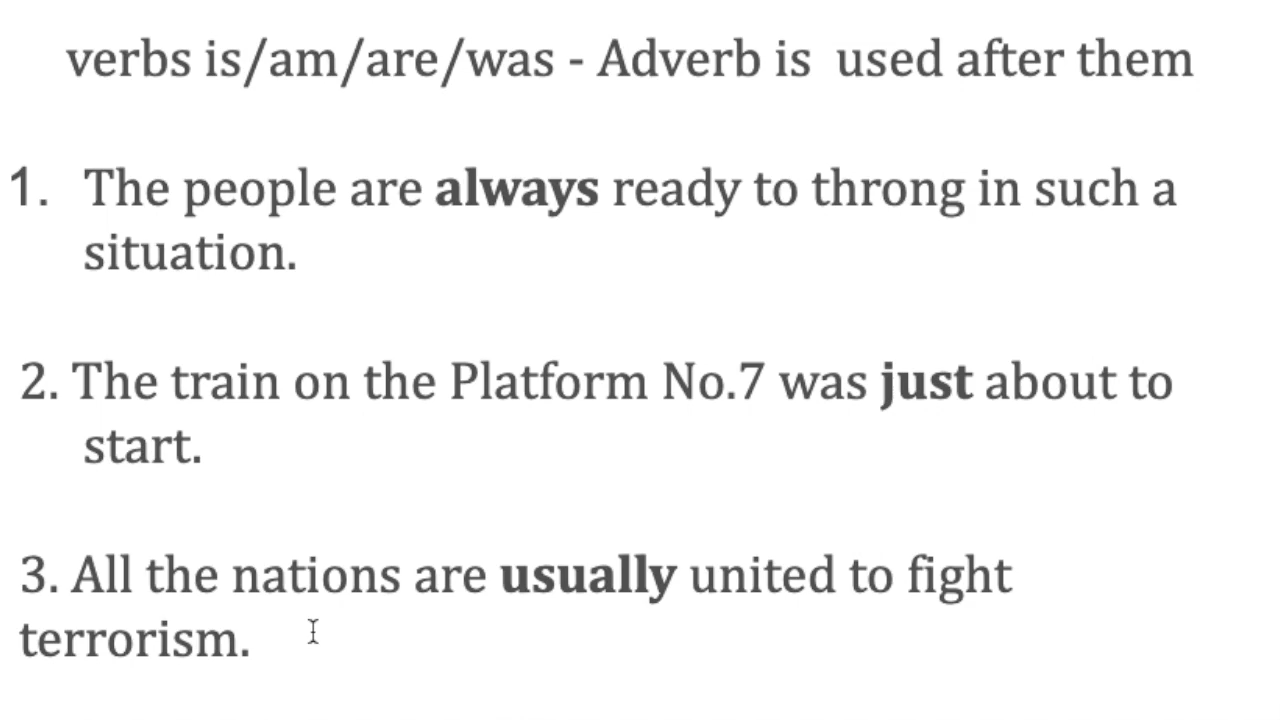 verbs is/am/are/was - Adverb is  used after them
1. The people are always ready to throng in such a
situation.
2. The train on the Platform No.7 was just about to
start.
3. All the nations are usually united to fight
terrorism.